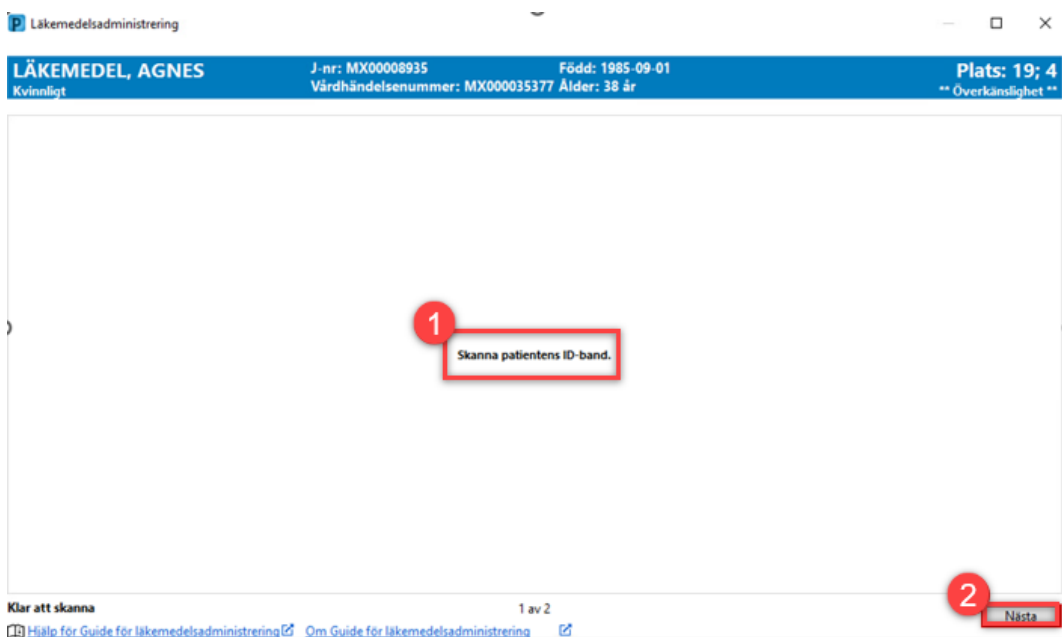 Läkemedelsadministrering
LÄKEMEDEL, AGNES
Kvinnligt
J-nr: MX00008935
Vårdhändelsenummer: MX000035377
Född: 1985-09-01
Ålder: 38 år
Plats: 19; 4
** Överkänslighet **
1
Skanna patientens ID-band.
2
Klar att skanna
1 av 2
Nästa
Hjälp för Guide för läkemedelsadministrering
Om Guide för läkemedelsadministrering